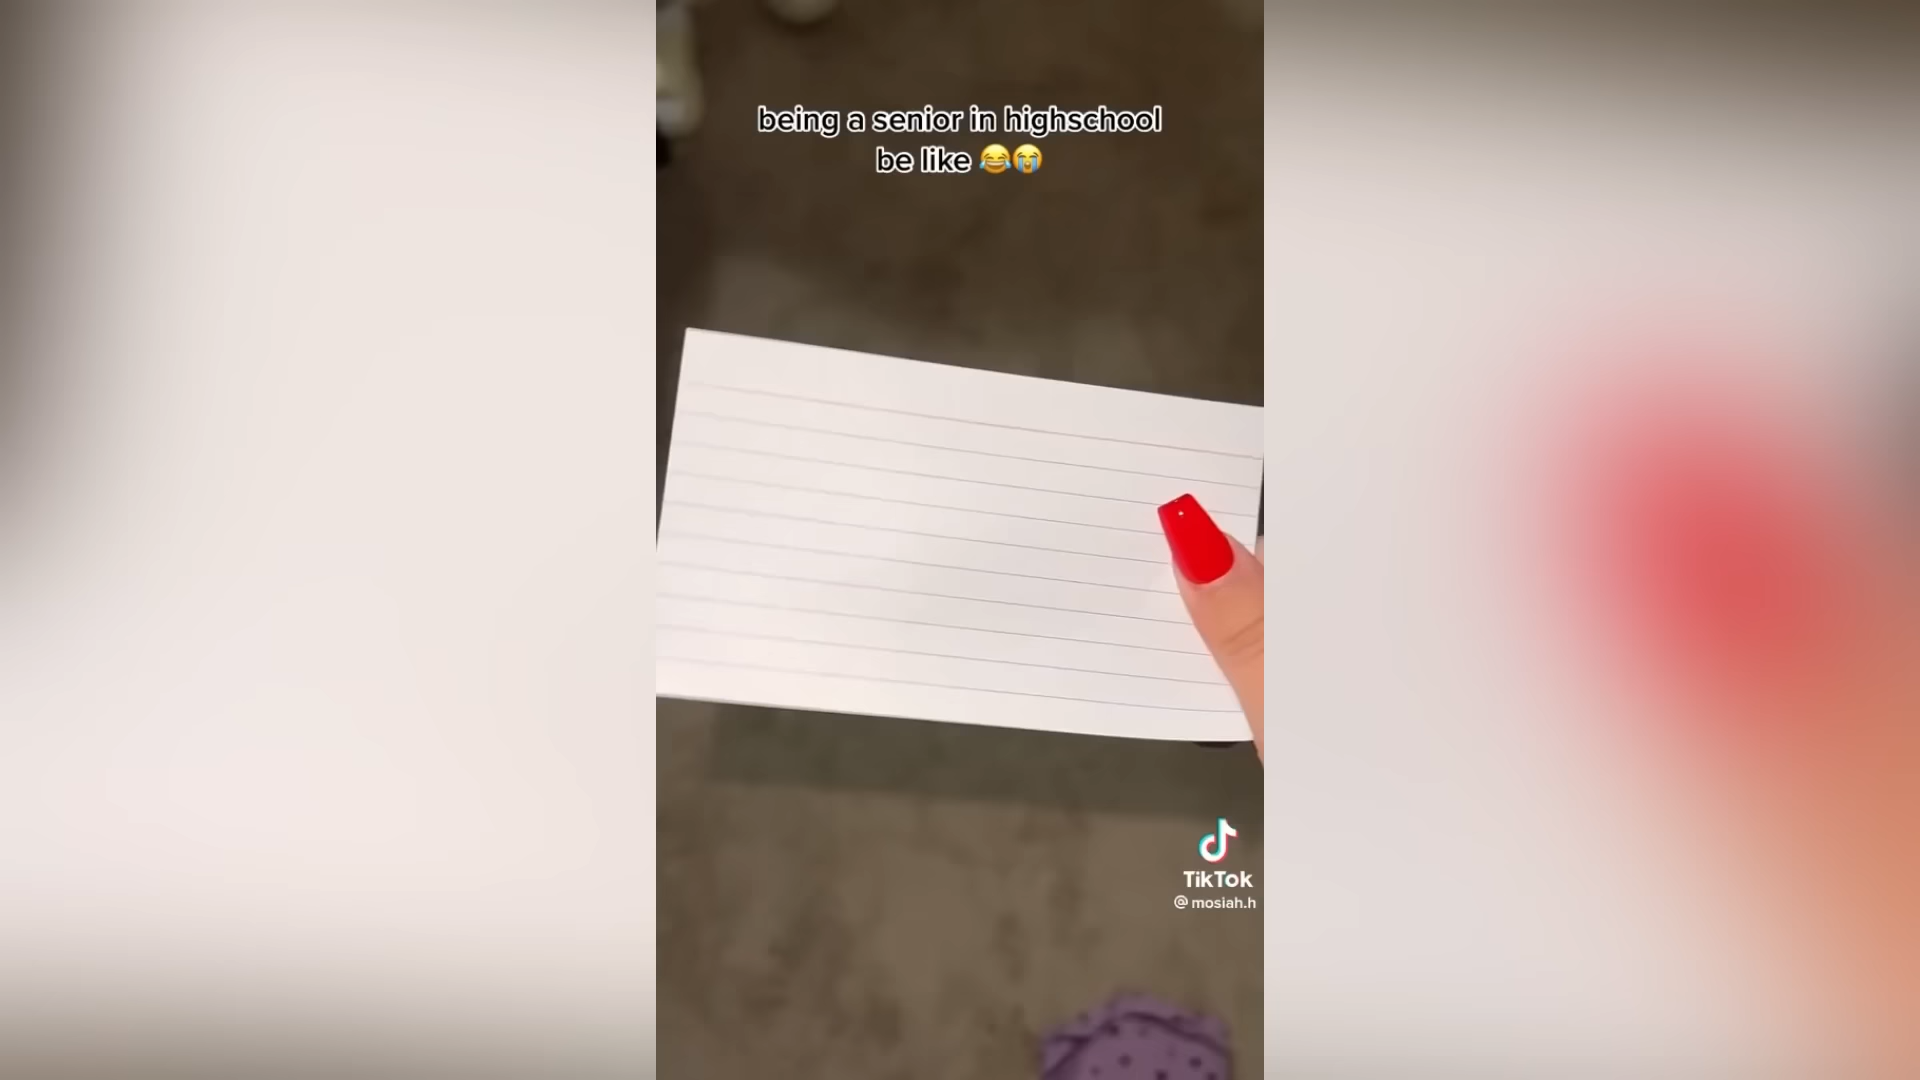 being a senior in highschool
be like 😂😭
TikTok
@mosiah.h